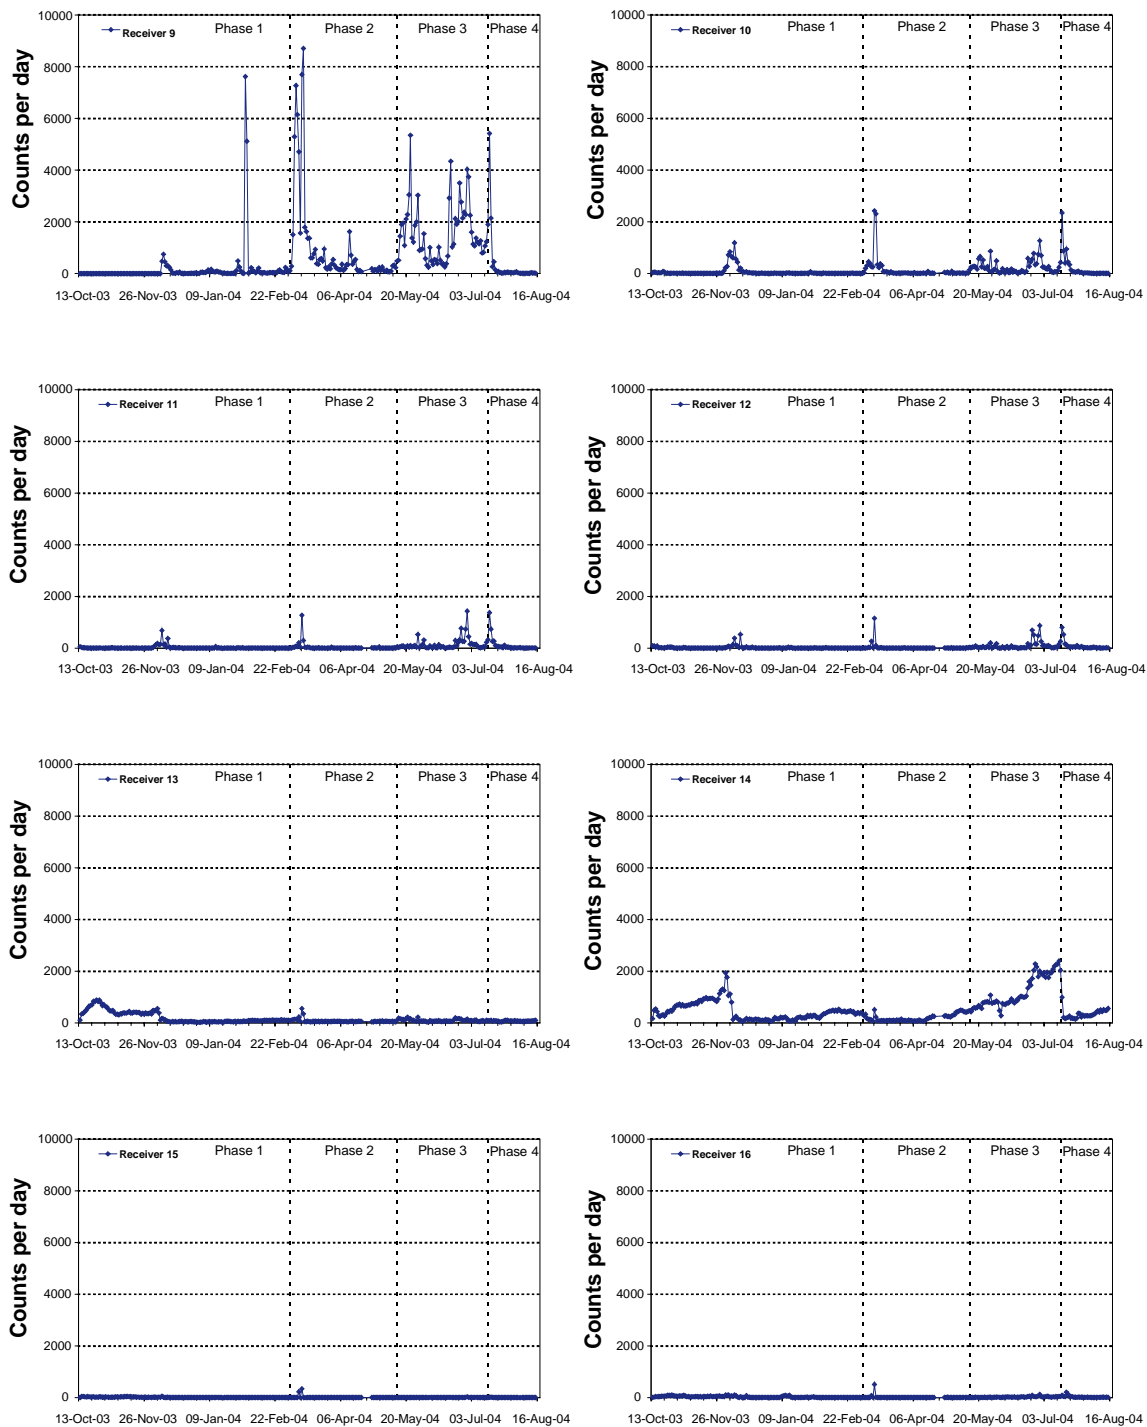 10000
Receiver 9
Phase 1
Phase 2
Phase 3
Phase 4
8000
6000
4000
2000
0
Counts per day
13-Oct-03 26-Nov-03 09-Jan-04 22-Feb-04 06-Apr-04 20-May-04 03-Jul-04 16-Aug-04
10000
Receiver 10
Phase 1
Phase 2
Phase 3
Phase 4
8000
6000
4000
2000
0
Counts per day
13-Oct-03 26-Nov-03 09-Jan-04 22-Feb-04 06-Apr-04 20-May-04 03-Jul-04 16-Aug-04
10000
Receiver 11
Phase 1
Phase 2
Phase 3
Phase 4
8000
6000
4000
2000
0
Counts per day
13-Oct-03 26-Nov-03 09-Jan-04 22-Feb-04 06-Apr-04 20-May-04 03-Jul-04 16-Aug-04
10000
Receiver 12
Phase 1
Phase 2
Phase 3
Phase 4
8000
6000
4000
2000
0
Counts per day
13-Oct-03 26-Nov-03 09-Jan-04 22-Feb-04 06-Apr-04 20-May-04 03-Jul-04 16-Aug-04
10000
Receiver 13
Phase 1
Phase 2
Phase 3
Phase 4
8000
6000
4000
2000
0
Counts per day
13-Oct-03 26-Nov-03 09-Jan-04 22-Feb-04 06-Apr-04 20-May-04 03-Jul-04 16-Aug-04
10000
Receiver 14
Phase 1
Phase 2
Phase 3
Phase 4
8000
6000
4000
2000
0
Counts per day
13-Oct-03 26-Nov-03 09-Jan-04 22-Feb-04 06-Apr-04 20-May-04 03-Jul-04 16-Aug-04
10000
Receiver 15
Phase 1
Phase 2
Phase 3
Phase 4
8000
6000
4000
2000
0
Counts per day
13-Oct-03 26-Nov-03 09-Jan-04 22-Feb-04 06-Apr-04 20-May-04 03-Jul-04 16-Aug-04
10000
Receiver 16
Phase 1
Phase 2
Phase 3
Phase 4
8000
6000
4000
2000
0
Counts per day
13-Oct-03 26-Nov-03 09-Jan-04 22-Feb-04 06-Apr-04 20-May-04 03-Jul-04 16-Aug-04